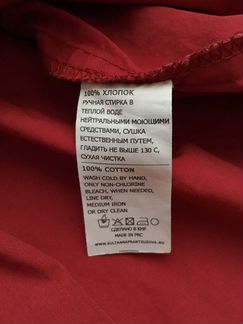 100% ХЛОПОК
РУЧНАЯ СТИРКА В
ТЕПЛОЙ ВОДЕ
НЕЙТРАЛЬНЫМИ МОЮЩИМИ
СРЕДСТВАМИ, СУШКА
ЕСТЕСТВЕННЫМ ПУТЕМ,
ГЛАДИТЬ НЕ ВЫШЕ 130 С,
СУХАЯ ЧИСТКА
100% COTTON
WASH COLD BY HAND,
ONLY NON-CHLORINE
BLEACH, WHEN NEEDED,
LINE DRY,
MEDIUM IRON
OR DRY CLEAN
СДЕЛАНО В КНР
MADE IN PRC